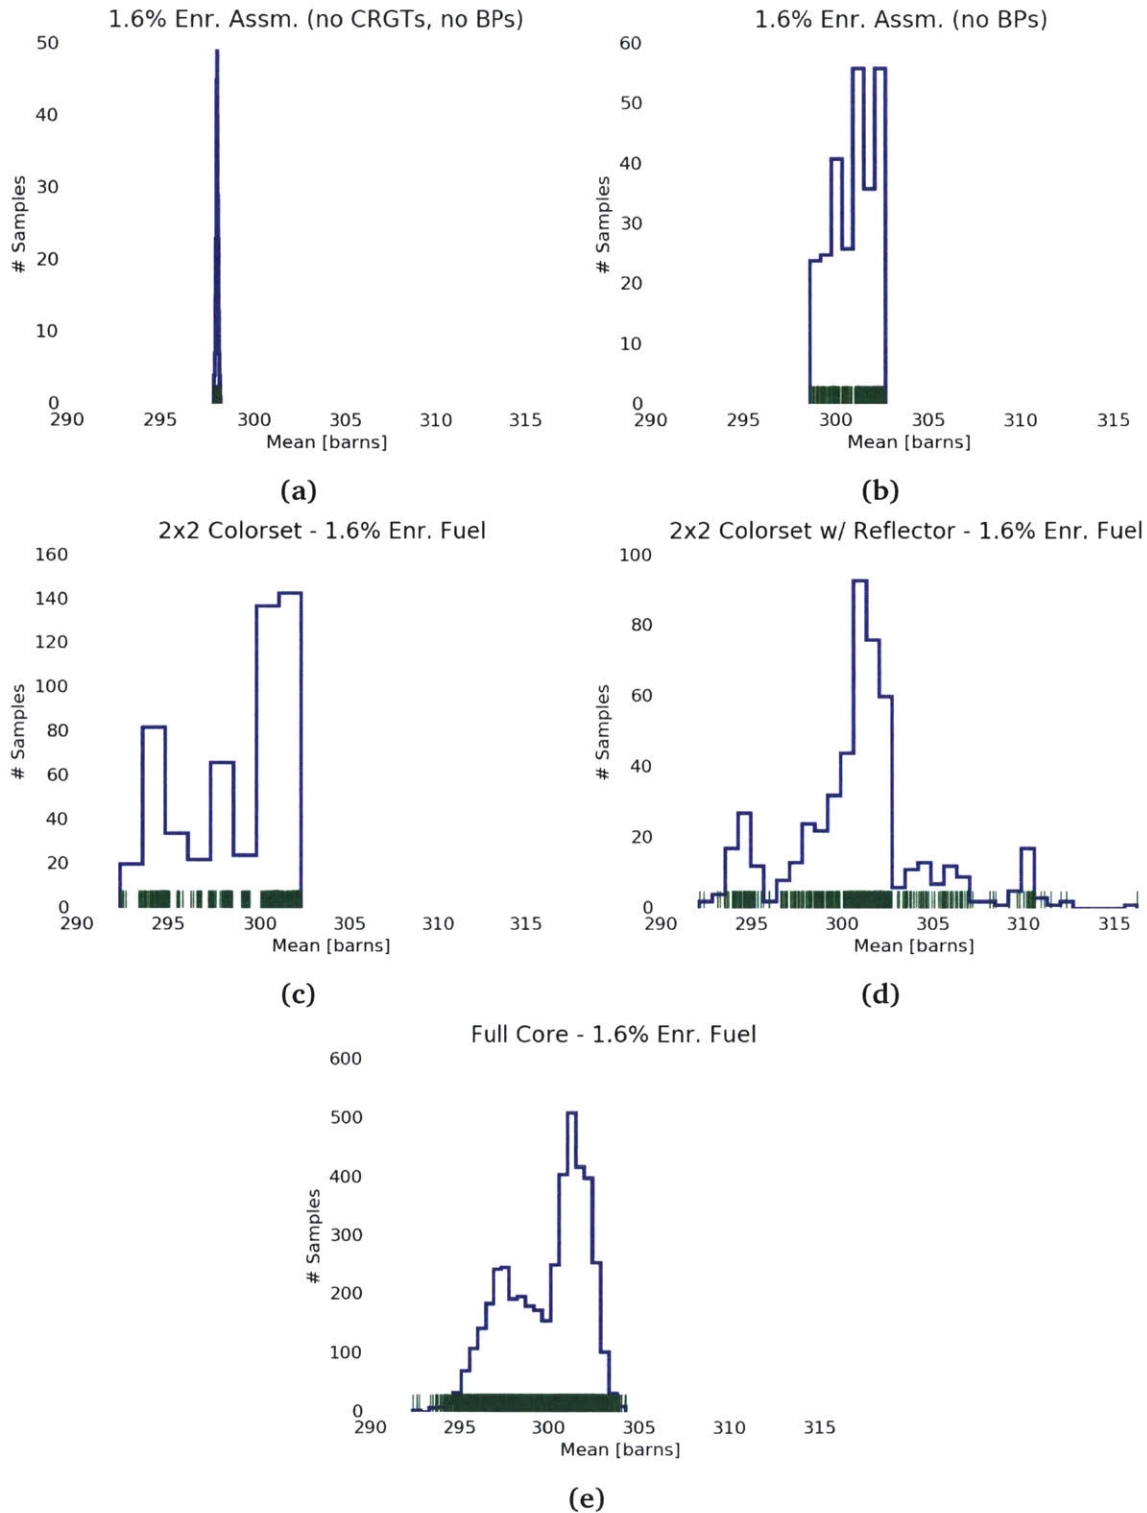 1.6% Enr. Assm. (no CRGTs, no BPs)
50
40
30
20
10
0
# Samples
290 295 300 305 310 315
Mean [barns]
(a)
1.6% Enr. Assm. (no BPs)
60
50
40
30
20
10
0
# Samples
290 295 300 305 310 315
Mean [barns]
(b)
2x2 Colorset - 1.6% Enr. Fuel
160
140
120
100
80
60
40
20
0
# Samples
290 295 300 305 310 315
Mean [barns]
(c)
2x2 Colorset w/ Reflector - 1.6% Enr. Fuel
100
80
60
40
20
0
# Samples
290 295 300 305 310 315
Mean [barns]
(d)
Full Core - 1.6% Enr. Fuel
600
500
400
300
200
100
0
# Samples
290 295 300 305 310 315
Mean [barns]
(e)